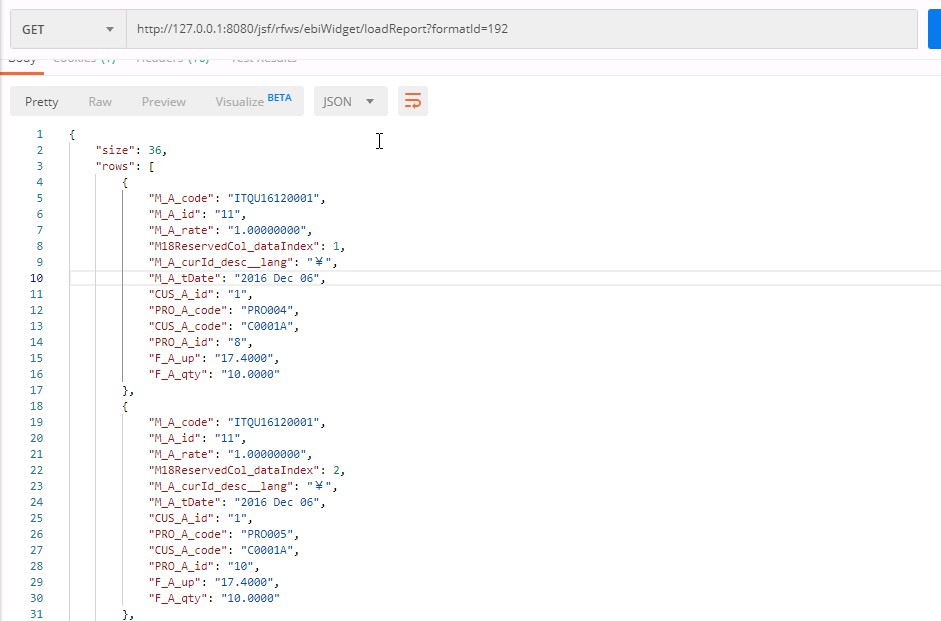 GET
http://127.0.0.1:8080/jsf/rfws/ebiWidget/loadReport?formatId=192
Body Cookies (1) Headers (10) Test Results
Pretty Raw Preview Visualize BETA JSON
1 {
2 "size": 36,
3 "rows": [
4 {
5 "M_A_code": "ITQU16120001",
6 "M_A_id": "11",
7 "M_A_rate": "1.00000000",
8 "M18ReservedCol_dataIndex": 1,
9 "M_A_curId_desc__lang": "¥",
10 "M_A_tDate": "2016 Dec 06",
11 "CUS_A_id": "1",
12 "PRO_A_code": "PRO004",
13 "CUS_A_code": "C0001A",
14 "PRO_A_id": "8",
15 "F_A_up": "17.4000",
16 "F_A_qty": "10.0000"
17 },
18 {
19 "M_A_code": "ITQU16120001",
20 "M_A_id": "11",
21 "M_A_rate": "1.00000000",
22 "M18ReservedCol_dataIndex": 2,
23 "M_A_curId_desc__lang": "¥",
24 "M_A_tDate": "2016 Dec 06",
25 "CUS_A_id": "1",
26 "PRO_A_code": "PRO005",
27 "CUS_A_code": "C0001A",
28 "PRO_A_id": "10",
29 "F_A_up": "17.4000",
30 "F_A_qty": "10.0000"
31 },